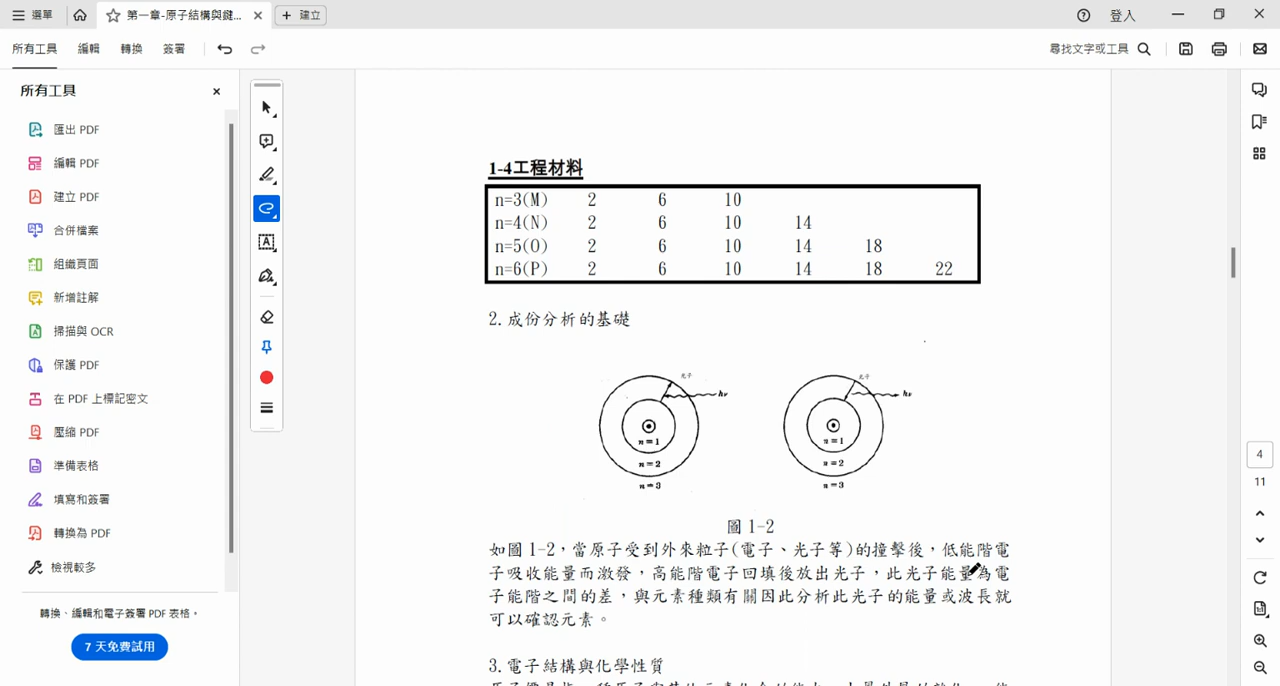 選單
第一章-原子結構與鍵...
建立
登入
所有工具
編輯
轉換
簽署
尋找文字或工具
所有工具
匯出 PDF
編輯 PDF
建立 PDF
合併檔案
組織頁面
新增註解
掃描與 OCR
保護 PDF
在 PDF 上標記密文
壓縮 PDF
準備表格
填寫和簽署
轉換為 PDF
檢視較多
轉換、編輯和電子簽署 PDF 表格。
7 天免費試用
1-4工程材料
n=3(M) 2 6 10
n=4(N) 2 6 10 14
n=5(O) 2 6 10 14 18
n=6(P) 2 6 10 14 18 22
2.成份分析的基礎
光子 hν
n=1
n=2
n=3
光子 hν
n=1
n=2
n=3
圖 1-2
如圖 1-2，當原子受到外來粒子(電子、光子等)的撞擊後，低能階電
子吸收能量而激發，高能階電子回填後放出光子，此光子能量為電
子能階之間的差，與元素種類有關因此分析此光子的能量或波長就
可以確認元素。
3.電子結構與化學性質
4
11